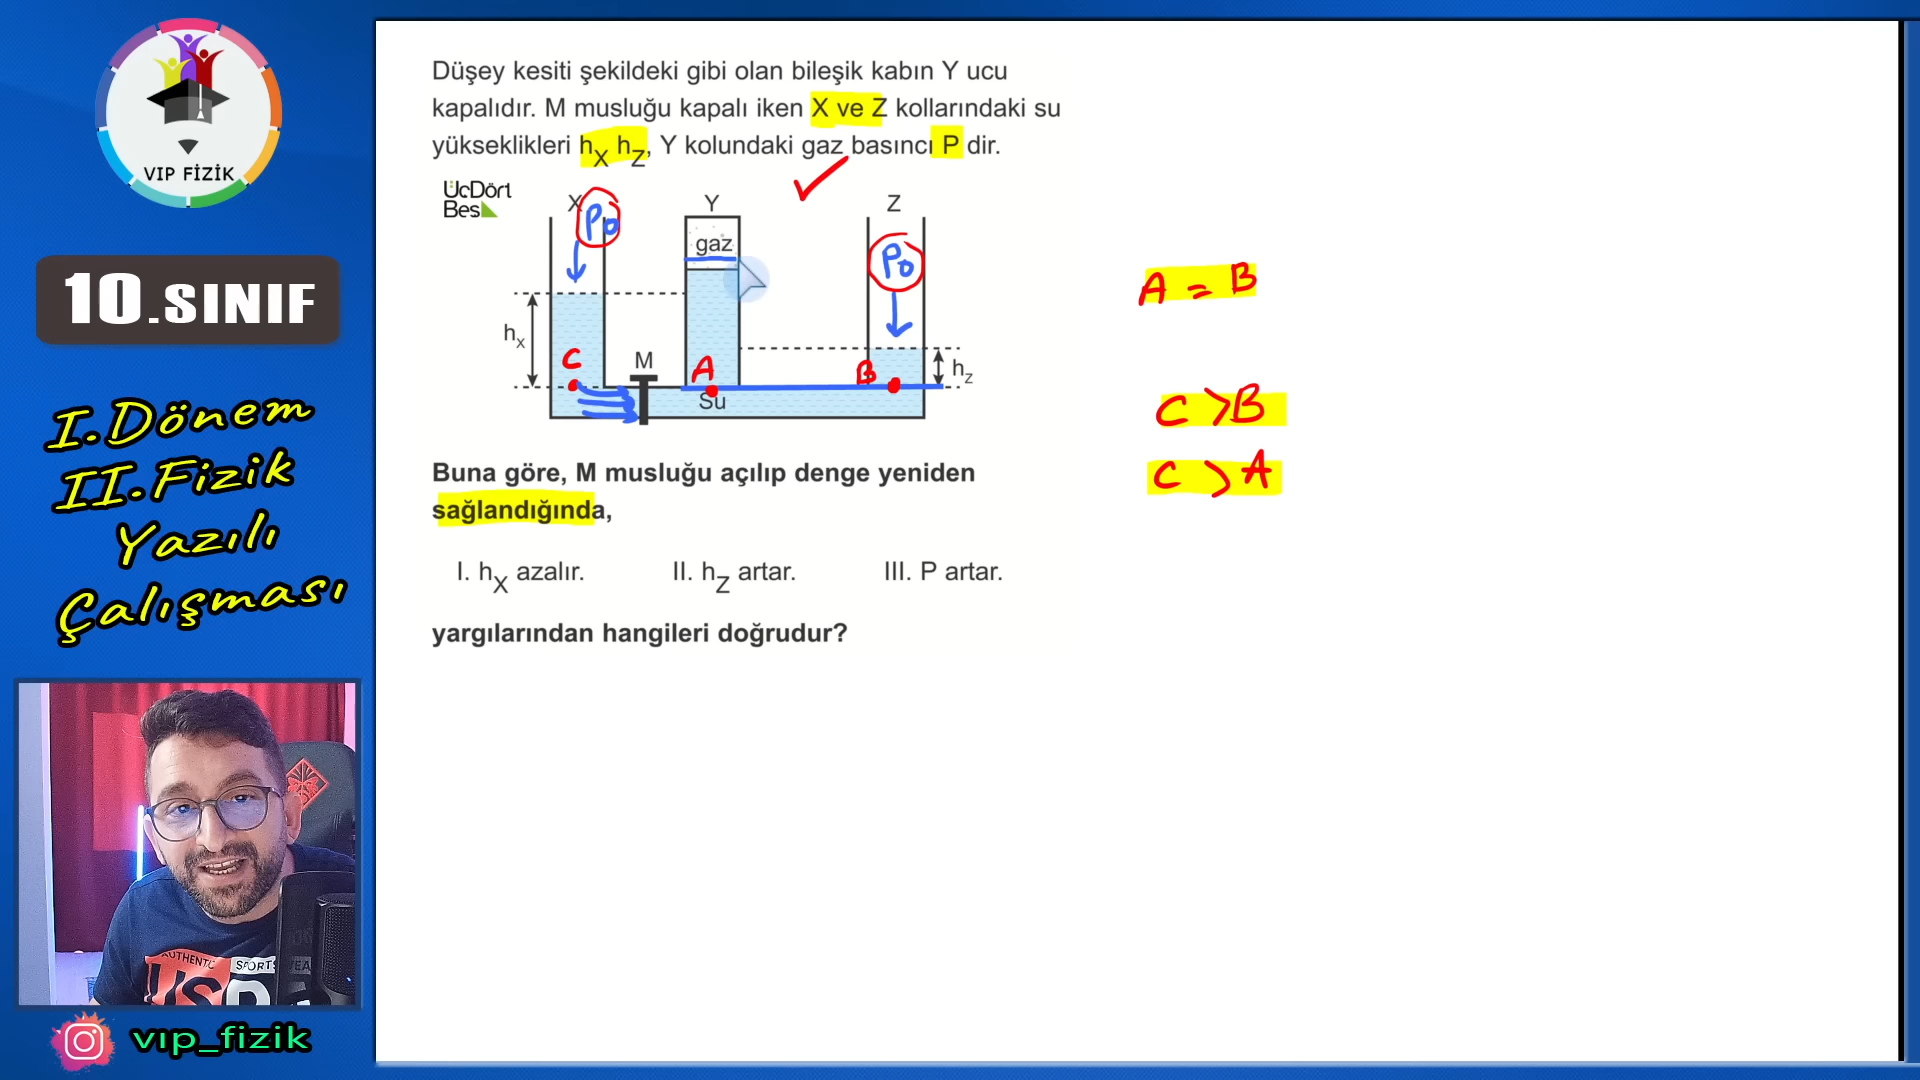 VIP FİZİK
10.SINIF
I.Dönem
II.Fizik
Yazılı
Çalışması
vıp_fizik
AUTHENTIC SPORTS
Düşey kesiti şekildeki gibi olan bileşik kabın Y ucu
kapalıdır. M musluğu kapalı iken X ve Z kollarındaki su
yükseklikleri hX hZ, Y kolundaki gaz basıncı P dir.
ÜçDört
Beş
X Y Z
P0
gaz
P0
hX
C M A B hZ
Su
Buna göre, M musluğu açılıp denge yeniden
sağlandığında,
I. hX azalır. II. hZ artar. III. P artar.
yargılarından hangileri doğrudur?
A = B
C > B
C > A